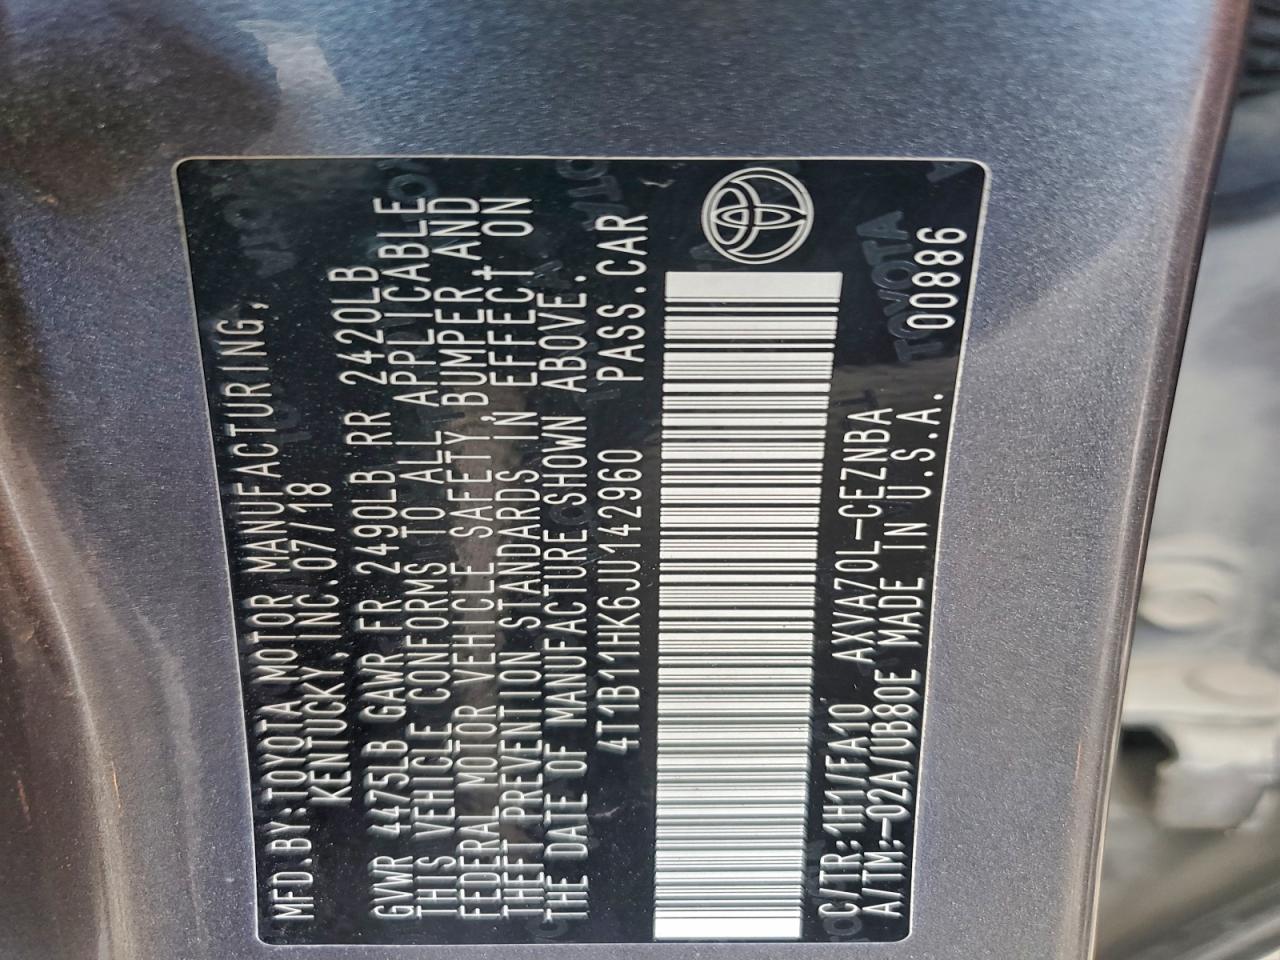 MFD.BY:TOYOTA MOTOR MANUFACTURING,
KENTUCKY,INC.07/18
GVWR 4475LB GAWR FR 2490LB RR 2420LB
THIS VEHICLE CONFORMS TO ALL APPLICABLE
FEDERAL MOTOR VEHICLE SAFETY,BUMPER,AND
THEFT PREVENTION STANDARDS IN EFFECT ON
THE DATE OF MANUFACTURE SHOWN ABOVE.
4T1B11HK6JU142960 PASS.CAR
C/TR:1H1/FA10 AXVA70L-CEZNBA
A/TM:-02A/UB80E MADE IN U.S.A. 00886
TOYOTA